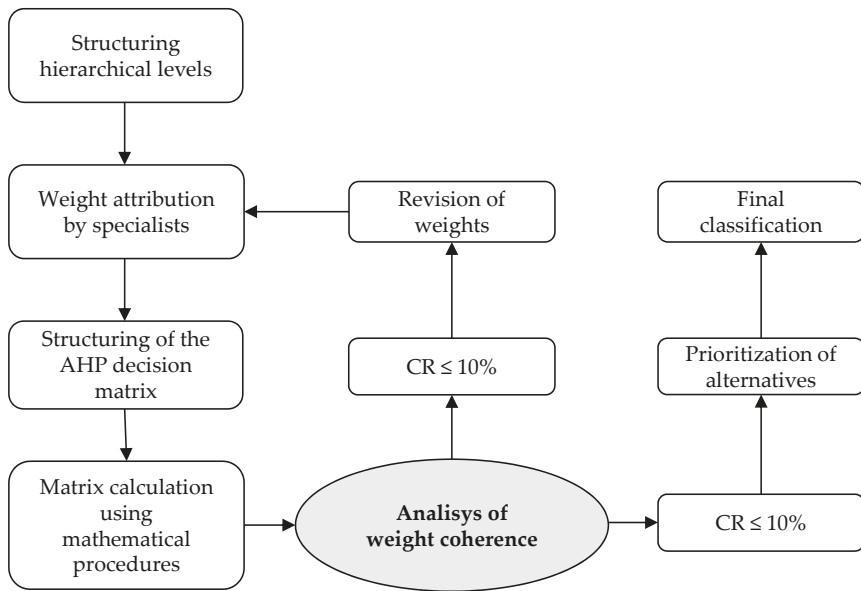 Structuring
hierarchical levels
Weight attribution
by specialists
Revision of
weights
Final
classification
Structuring of the
AHP decision
matrix
CR ≤ 10%
Prioritization of
alternatives
Matrix calculation
using
mathematical
procedures
Analisys of
weight coherence
CR ≤ 10%